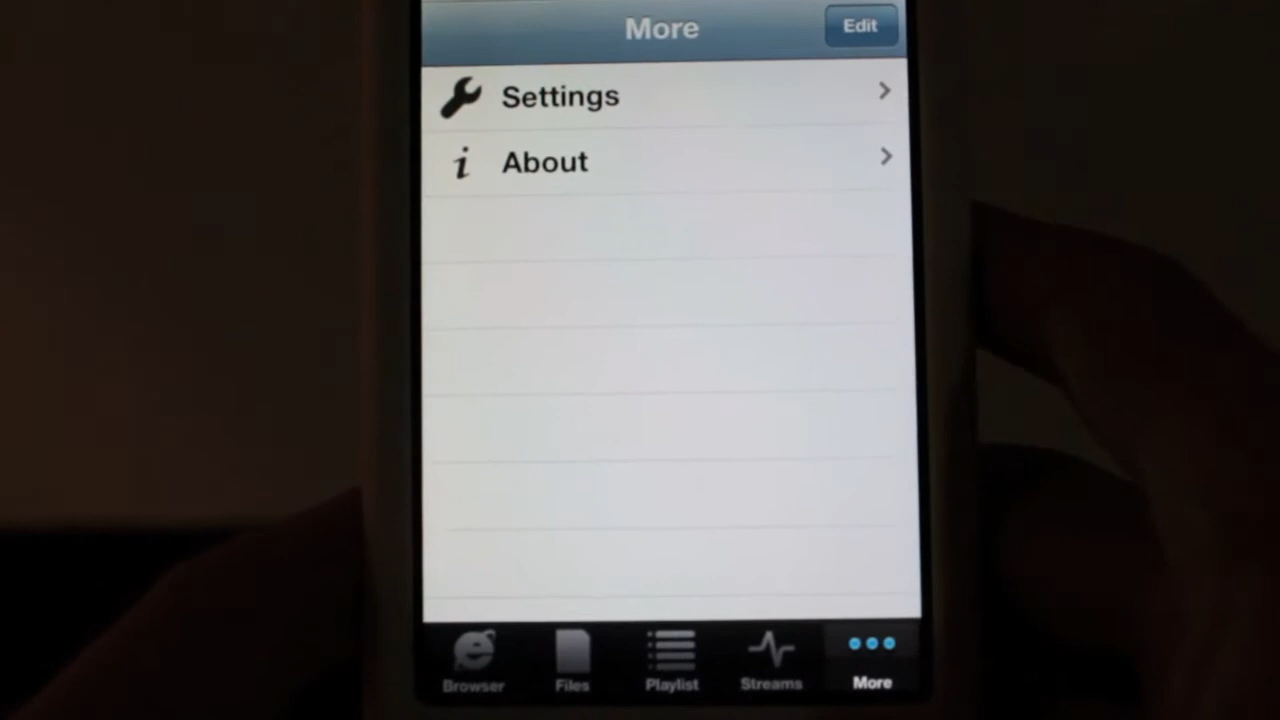 More
Edit
Settings
About
Browser
Files
Playlist
Streams
More